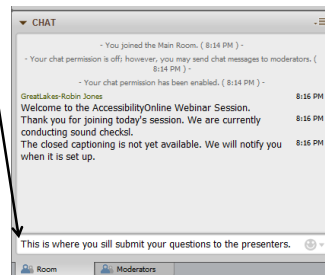 CHAT
- You joined the Main Room. ( 8:14 PM ) -
- Your chat permission is off; however, you may send chat messages to moderators. (
8:14 PM ) -
- Your chat permission has been enabled. ( 8:14 PM ) -
GreatLakes-Robin Jones 8:16 PM
Welcome to the AccessibilityOnline Webinar Session.
Thank you for joining today's session. We are currently 8:16 PM
conducting sound checksl.
The closed captioning is not yet available. We will notify you 8:16 PM
when it is set up.
This is where you sill submit your questions to the presenters.
Room Moderators